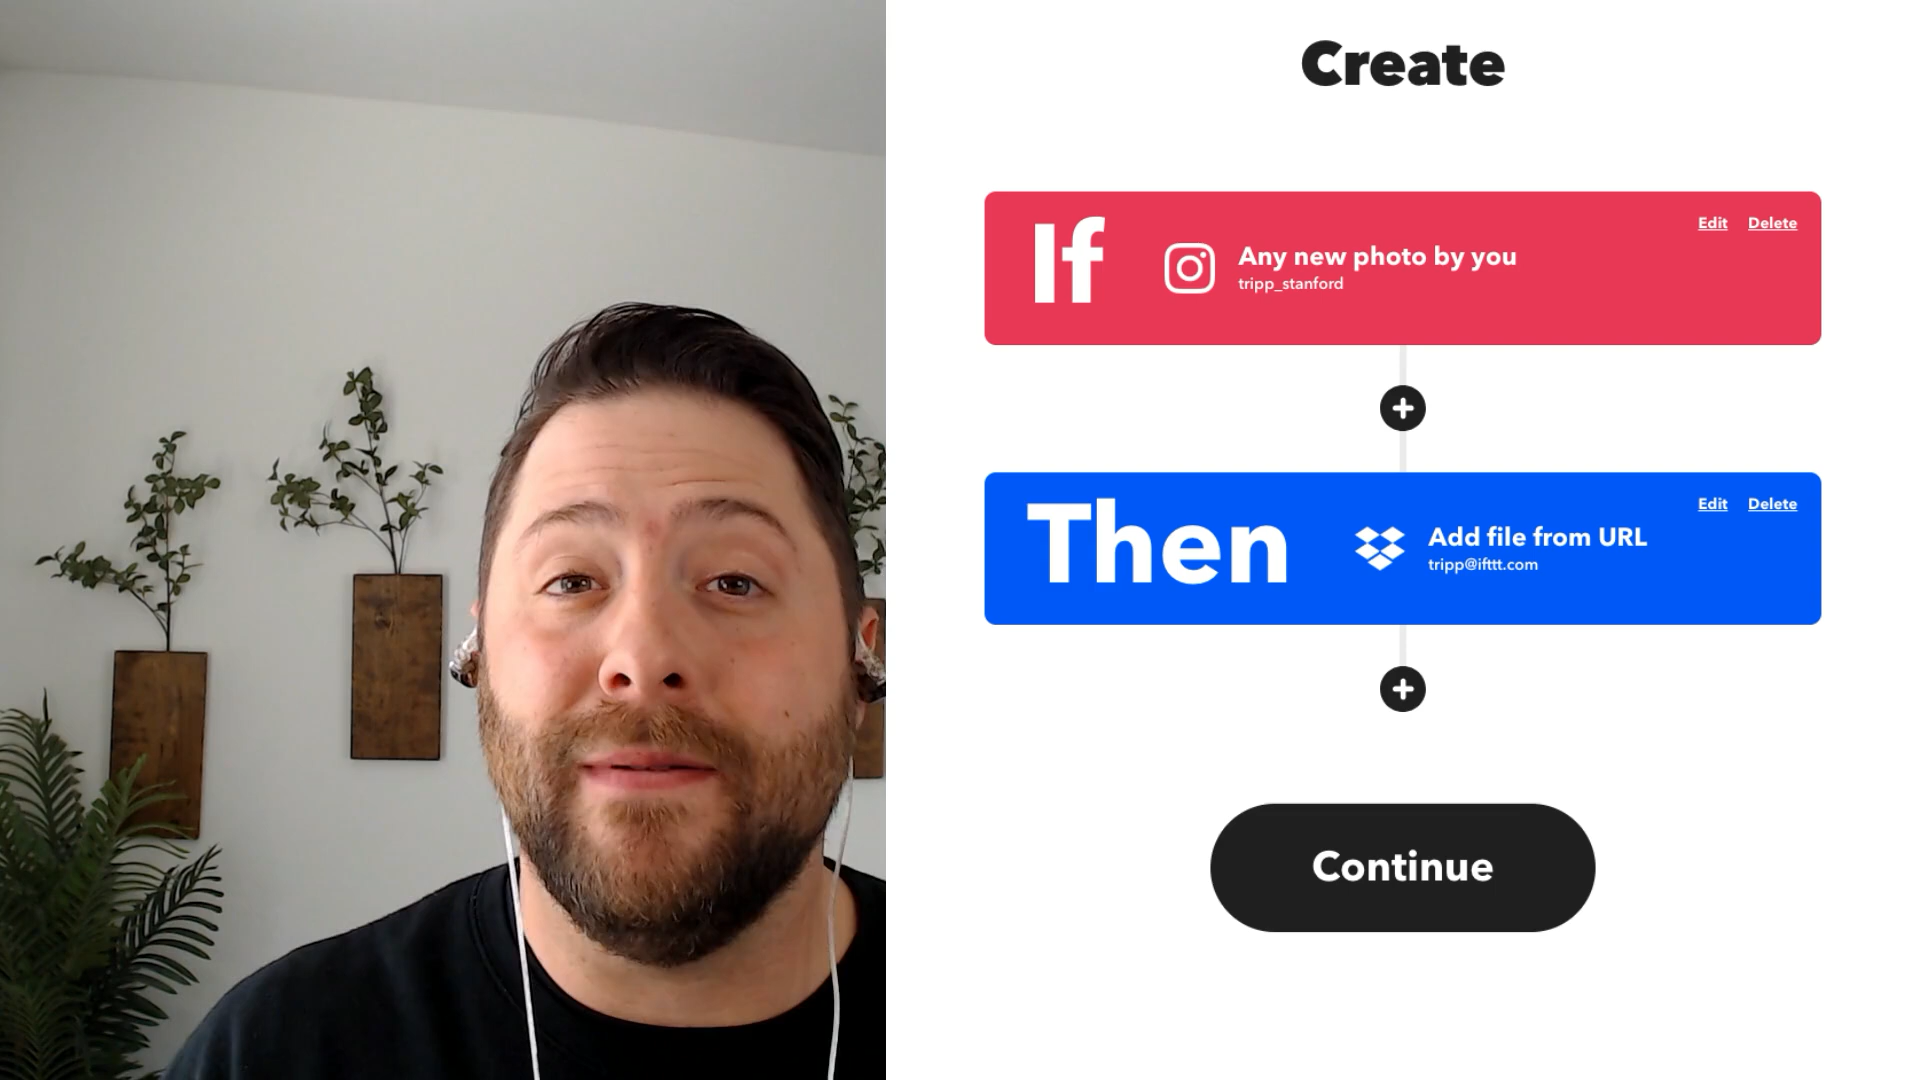 Create
If
Any new photo by you
tripp_stanford
Edit Delete
Then
Add file from URL
tripp@ifttt.com
Edit Delete
Continue